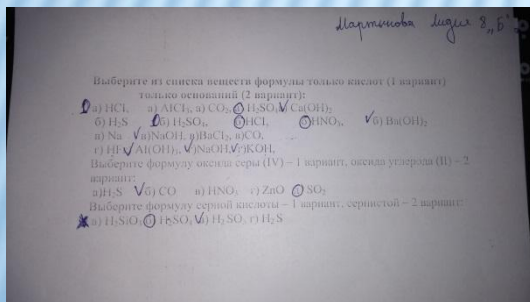 Мартынова Лидия 8„Б"
Выберите из списка веществ формулы только кислот (1 вариант)
только оснований (2 вариант):
а) HCl, а) AlCl₃, а) CO₂, а) H₂SO₃, Ca(OH)₂
б) H₂S б) H₂SO₄, б) HCl, б) HNO₃, б) Ba(OH)₂
в) Na в) NaOH, в) BaCl₂, в) CO,
г) HI Al(OH)₃, г) NaOH, г) KOH,
Выберите формулу оксида серы (IV) – 1 вариант, оксида углерода (II) – 2
вариант:
а) H₂S б) CO в) HNO₃ г) ZnO SO₂
Выберите формулу серной кислоты – 1 вариант, сернистой – 2 вариант:
а) H₂SiO₃ б) H₂SO₄ в) H₂SO₃ г) H₂S